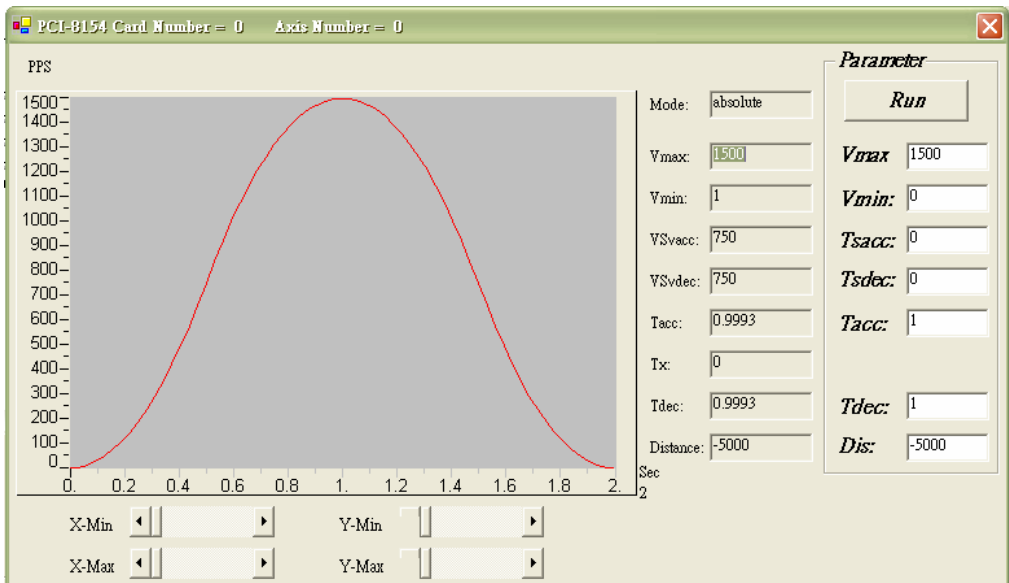 PCI-8154 Card Number = 0 Axis Number = 0
PPS
1500
1400
1300
1200
1100
1000
900
800
700
600
500
400
300
200
100
0
0. 0.2 0.4 0.6 0.8 1. 1.2 1.4 1.6 1.8 2.
Sec
2
X-Min
Y-Min
X-Max
Y-Max
Mode: absolute
Vmax: 1500
Vmin: 1
VSvacc: 750
VSvdec: 750
Tacc: 0.9993
Tx: 0
Tdec: 0.9993
Distance: -5000
Parameter
Run
Vmax 1500
Vmin: 0
Tsacc: 0
Tsdec: 0
Tacc: 1
Tdec: 1
Dis: -5000